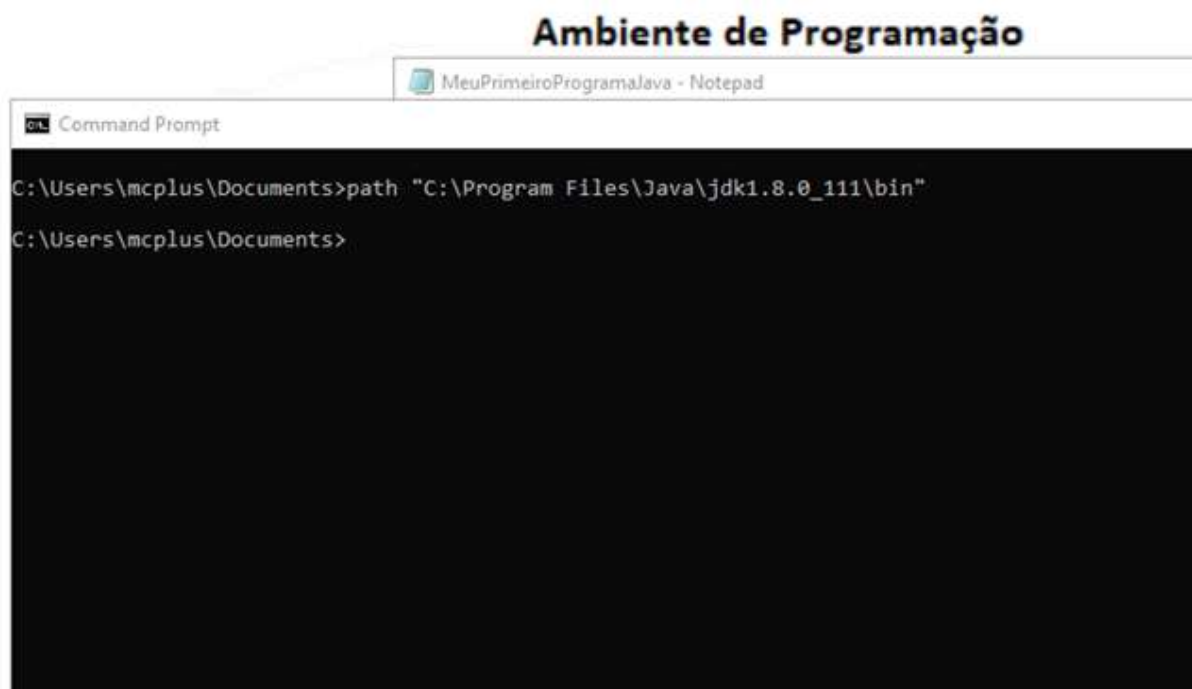 Ambiente de Programação
MeuPrimeiroProgramaJava - Notepad
Command Prompt
C:\Users\mcplus\Documents>path "C:\Program Files\Java\jdk1.8.0_111\bin"
C:\Users\mcplus\Documents>